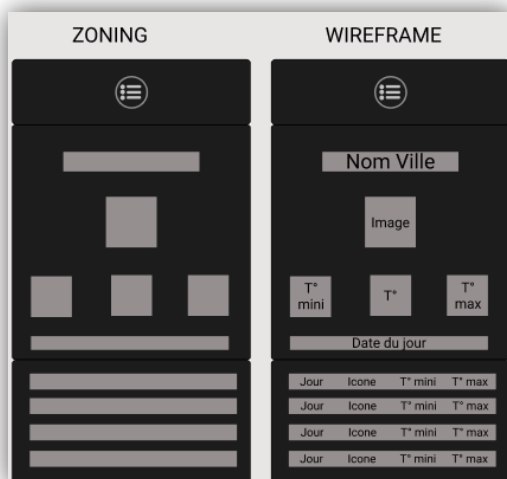 ZONING
WIREFRAME
Nom Ville
Image
T° mini
T°
T° max
Date du jour
Jour Icone T° mini T° max
Jour Icone T° mini T° max
Jour Icone T° mini T° max
Jour Icone T° mini T° max